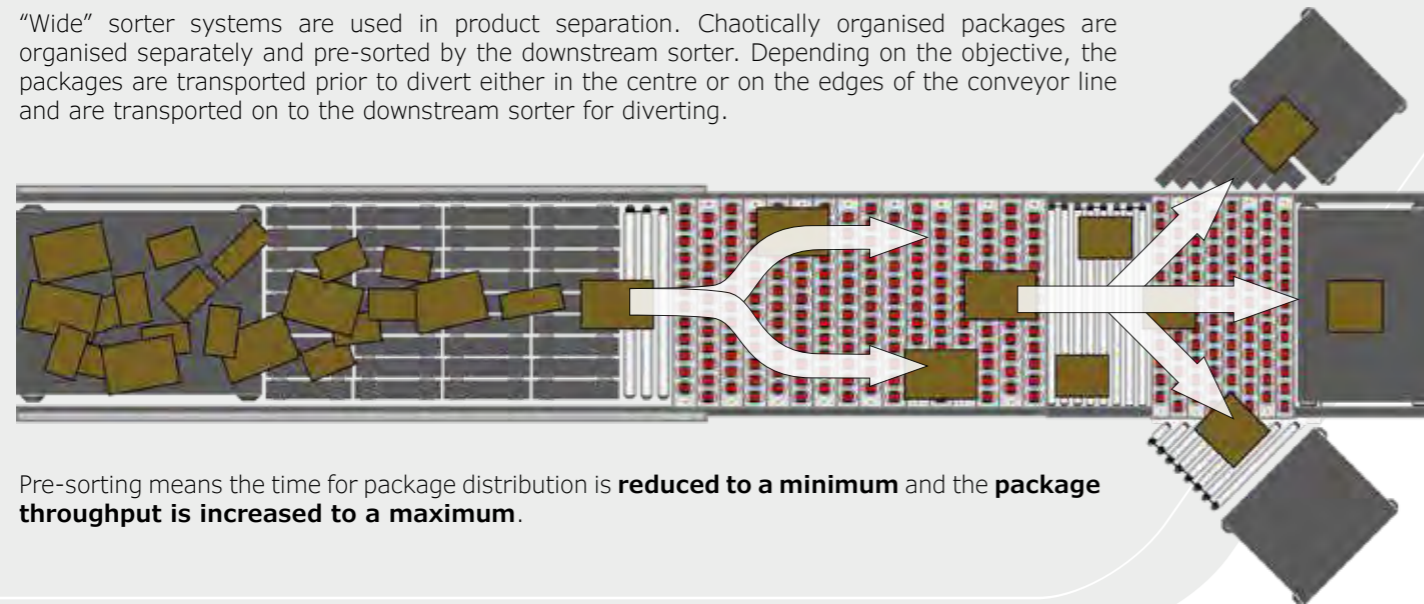 “Wide” sorter systems are used in product separation. Chaotically organised packages are
organised separately and pre-sorted by the downstream sorter. Depending on the objective, the
packages are transported prior to divert either in the centre or on the edges of the conveyor line
and are transported on to the downstream sorter for diverting.
Pre-sorting means the time for package distribution is reduced to a minimum and the package
throughput is increased to a maximum.